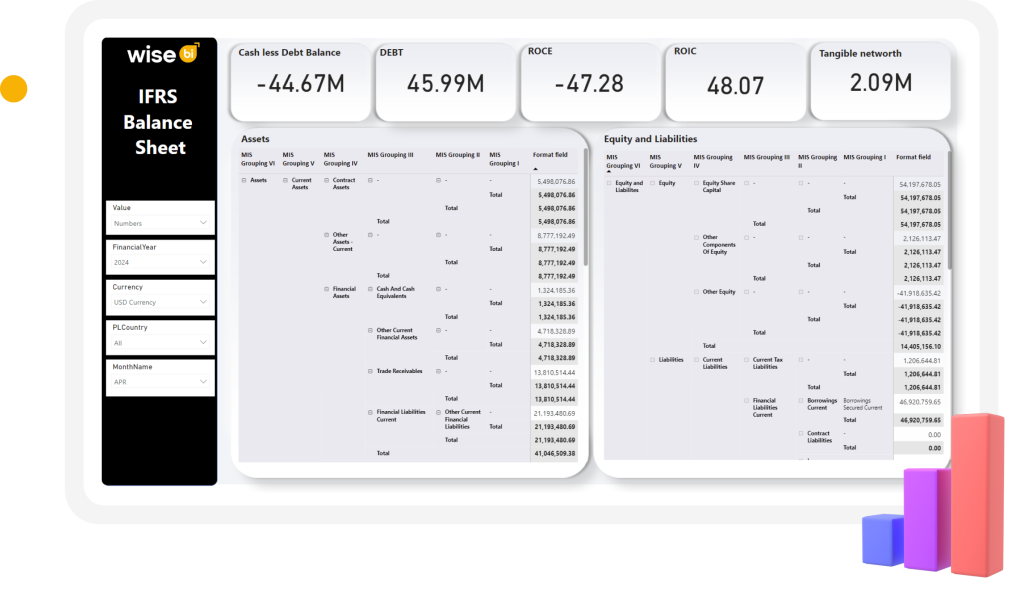 wise bi
IFRS
Balance
Sheet
Value
Numbers
FinancialYear
2024
Currency
USD Currency
PLCountry
All
MonthName
APR
Cash less Debt Balance
-44.67M
DEBT
45.99M
ROCE
-47.28
ROIC
48.07
Tangible networth
2.09M
Assets
MIS Grouping VI MIS Grouping V MIS Grouping IV MIS Grouping III MIS Grouping II MIS Grouping I Format field
Assets Current Assets Contract Assets - - - 5,498,076.86
Total 5,498,076.86
Total 5,498,076.86
Total 5,498,076.86
Other Assets - Current - - - 8,777,192.49
Total 8,777,192.49
Total 8,777,192.49
Total 8,777,192.49
Financial Assets Cash And Cash Equivalents - - 1,324,185.36
Total 1,324,185.36
Total 1,324,185.36
Other Current Financial Assets - - 4,718,328.89
Total 4,718,328.89
Total 4,718,328.89
Trade Receivables - - 13,810,514.44
Total 13,810,514.44
Total 13,810,514.44
Financial Liabilities Current Other Current Financial Liabilities - 21,193,480.69
Total 21,193,480.69
Total 21,193,480.69
Total 41,046,509.38
Equity and Liabilities
MIS Grouping VI MIS Grouping V MIS Grouping IV MIS Grouping III MIS Grouping II MIS Grouping I Format field
Equity and Liabilites Equity Equity Share Capital - - - 54,197,678.05
Total 54,197,678.05
Total 54,197,678.05
Total 54,197,678.05
Other Components Of Equity - - - 2,126,113.47
Total 2,126,113.47
Total 2,126,113.47
Total 2,126,113.47
Other Equity - - - -41,918,635.42
Total -41,918,635.42
Total -41,918,635.42
Total -41,918,635.42
Total 14,405,156.10
Liabilities Current Liabilities Current Tax Liabilities - - 1,206,644.81
Total 1,206,644.81
Total 1,206,644.81
Financial Liabilities Current Borrowings Current Borrowings Secured Current 46,920,759.65
Total 46,920,759.65
Contract Liabilities - 0.00
Total 0.00